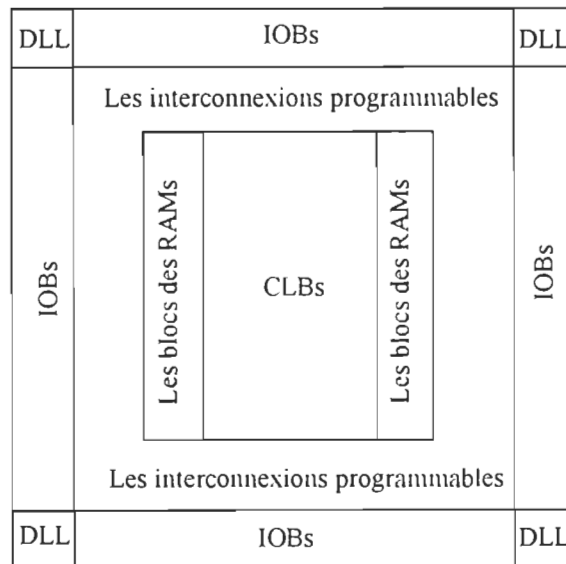 DLL IOBs DLL
Les interconnexions programmables
IOBs
Les blocs des RAMs
CLBs
Les blocs des RAMs
IOBs
Les interconnexions programmables
DLL IOBs DLL